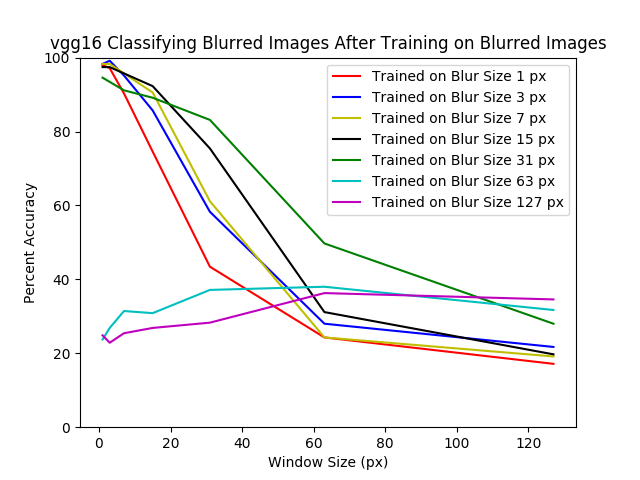 vgg16 Classifying Blurred Images After Training on Blurred Images
100
80
60
40
20
0
Percent Accuracy
Trained on Blur Size 1 px
Trained on Blur Size 3 px
Trained on Blur Size 7 px
Trained on Blur Size 15 px
Trained on Blur Size 31 px
Trained on Blur Size 63 px
Trained on Blur Size 127 px
0 20 40 60 80 100 120
Window Size (px)